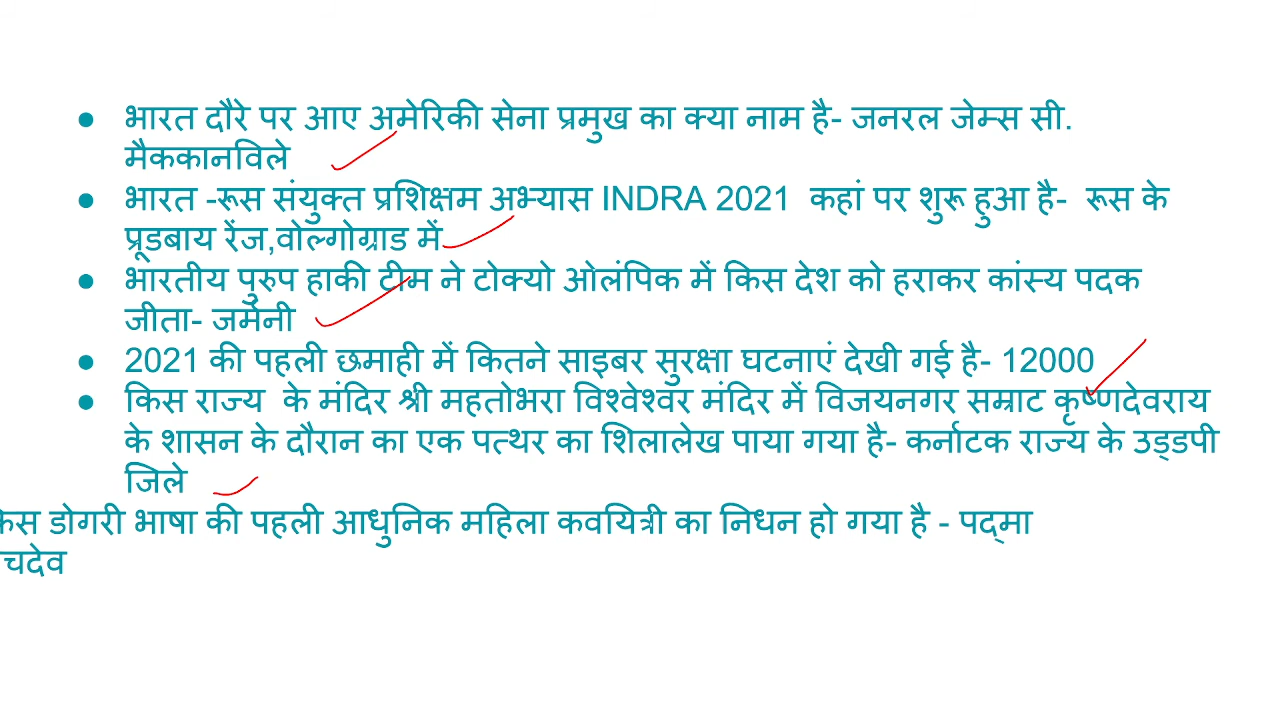 ● भारत दौरे पर आए अमेरिकी सेना प्रमुख का क्या नाम है- जनरल जेम्स सी.
मैककानविले
● भारत -रूस संयुक्त प्रशिक्षम अभ्यास INDRA 2021 कहां पर शुरू हुआ है- रूस के
प्रूडबाय रेंज,वोल्गोग्राड में
● भारतीय पुरुप हाकी टीम ने टोक्यो ओलंपिक में किस देश को हराकर कांस्य पदक
जीता- जर्मनी
● 2021 की पहली छमाही में कितने साइबर सुरक्षा घटनाएं देखी गई है- 12000
● किस राज्य के मंदिर श्री महतोभरा विश्वेश्वर मंदिर में विजयनगर सम्राट कृष्णदेवराय
के शासन के दौरान का एक पत्थर का शिलालेख पाया गया है- कर्नाटक राज्य के उड्डपी
जिले
किस डोगरी भाषा की पहली आधुनिक महिला कवयित्री का निधन हो गया है - पद्मा
चदेव